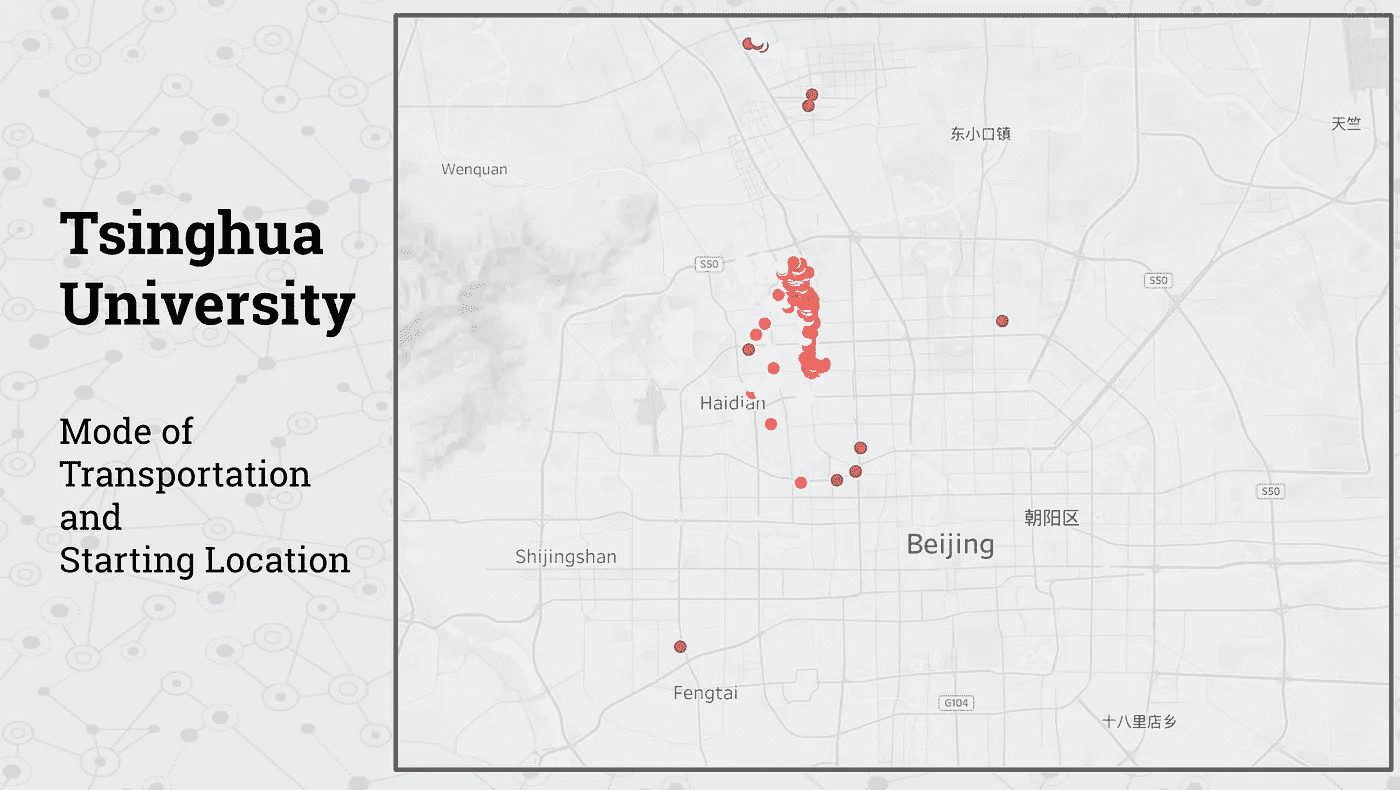 Tsinghua
University
Mode of
Transportation
and
Starting Location
东小口镇
天竺
Wenquan
S50
S50
Haidian
S50
朝阳区
Beijing
Shijingshan
Fengtai
G104
十八里店乡